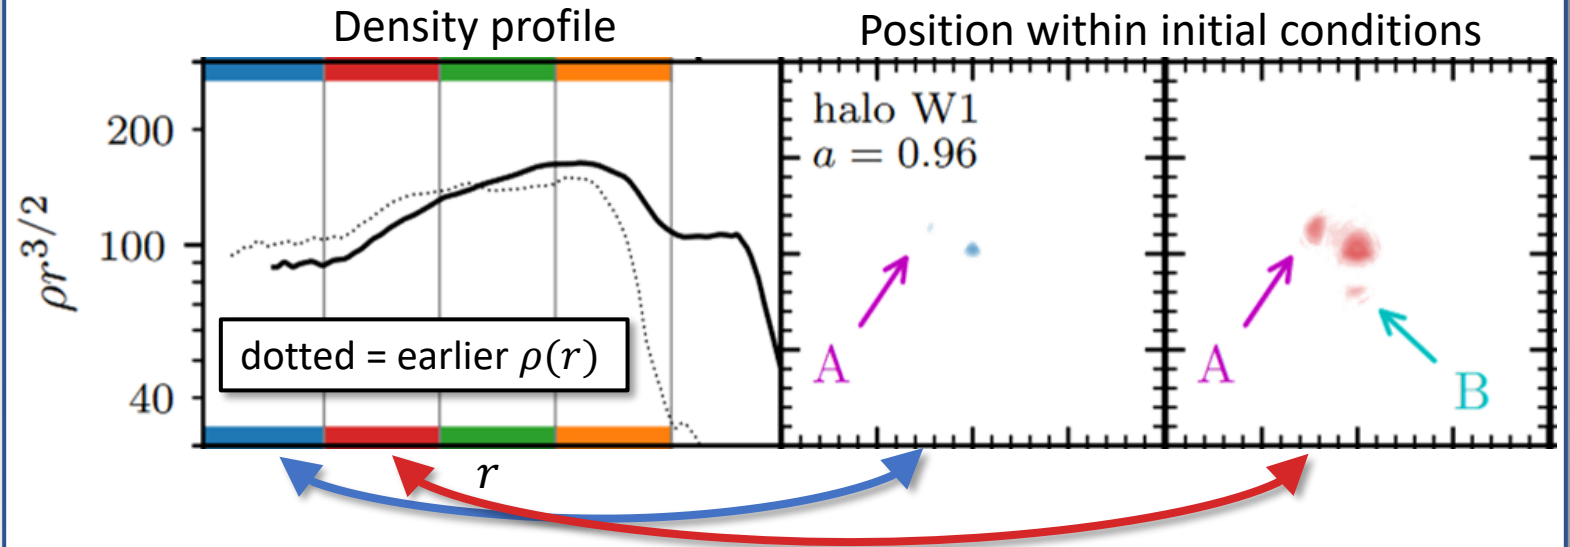 Density profile
Position within initial conditions
200
100
40
ρr^{3/2}
dotted = earlier ρ(r)
r
halo W1
a = 0.96
A
A
B